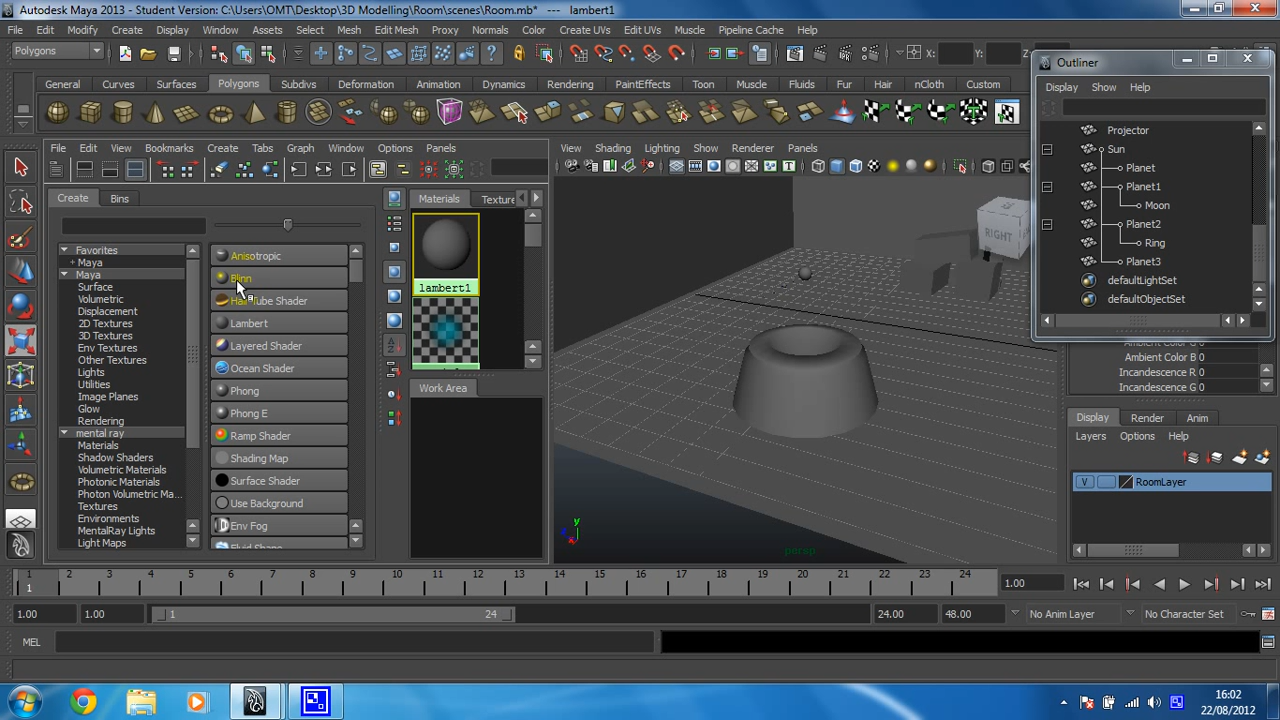 Autodesk Maya 2013 - Student Version: C:\Users\OMT\Desktop\3D Modelling\Room\scenes\Room.mb* --- lambert1
File Edit Modify Create Display Window Assets Select Mesh Edit Mesh Proxy Normals Color Create UVs Edit UVs Muscle Pipeline Cache Help
Polygons
X: Y: Z
General Curves Surfaces Polygons Subdivs Deformation Animation Dynamics Rendering PaintEffects Toon Muscle Fluids Fur Hair nCloth Custom
Outliner
Display Show Help
Projector
Sun
Planet
Planet1
Moon
Planet2
Ring
Planet3
defaultLightSet
defaultObjectSet
File Edit View Bookmarks Create Tabs Graph Window Options Panels
View Shading Lighting Show Renderer Panels
Create Bins
Materials Texture
Favorites
+ Maya
Maya
Surface
Volumetric
Displacement
2D Textures
3D Textures
Env Textures
Other Textures
Lights
Utilities
Image Planes
Glow
Rendering
mental ray
Materials
Shadow Shaders
Volumetric Materials
Photonic Materials
Photon Volumetric Ma...
Textures
Environments
MentalRay Lights
Light Maps
Anisotropic
Blinn
Hair Tube Shader
Lambert
Layered Shader
Ocean Shader
Phong
Phong E
Ramp Shader
Shading Map
Surface Shader
Use Background
Env Fog
Fluid Shape
lambert1
Work Area
RIGHT
y
persp
Ambient Color B 0
Incandescence R 0
Incandescence G 0
Display Render Anim
Layers Options Help
V RoomLayer
1 2 3 4 5 6 7 8 9 10 11 12 13 14 15 16 17 18 19 20 21 22 23 24
1
1.00
1.00 1.00 1 24 24.00 48.00 No Anim Layer No Character Set
MEL
16:02
22/08/2012